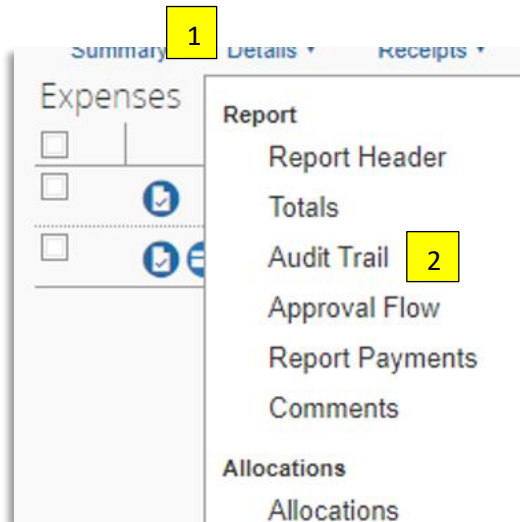 1
Summary Details Receipts
Expenses
Report
Report Header
Totals
Audit Trail 2
Approval Flow
Report Payments
Comments
Allocations
Allocations